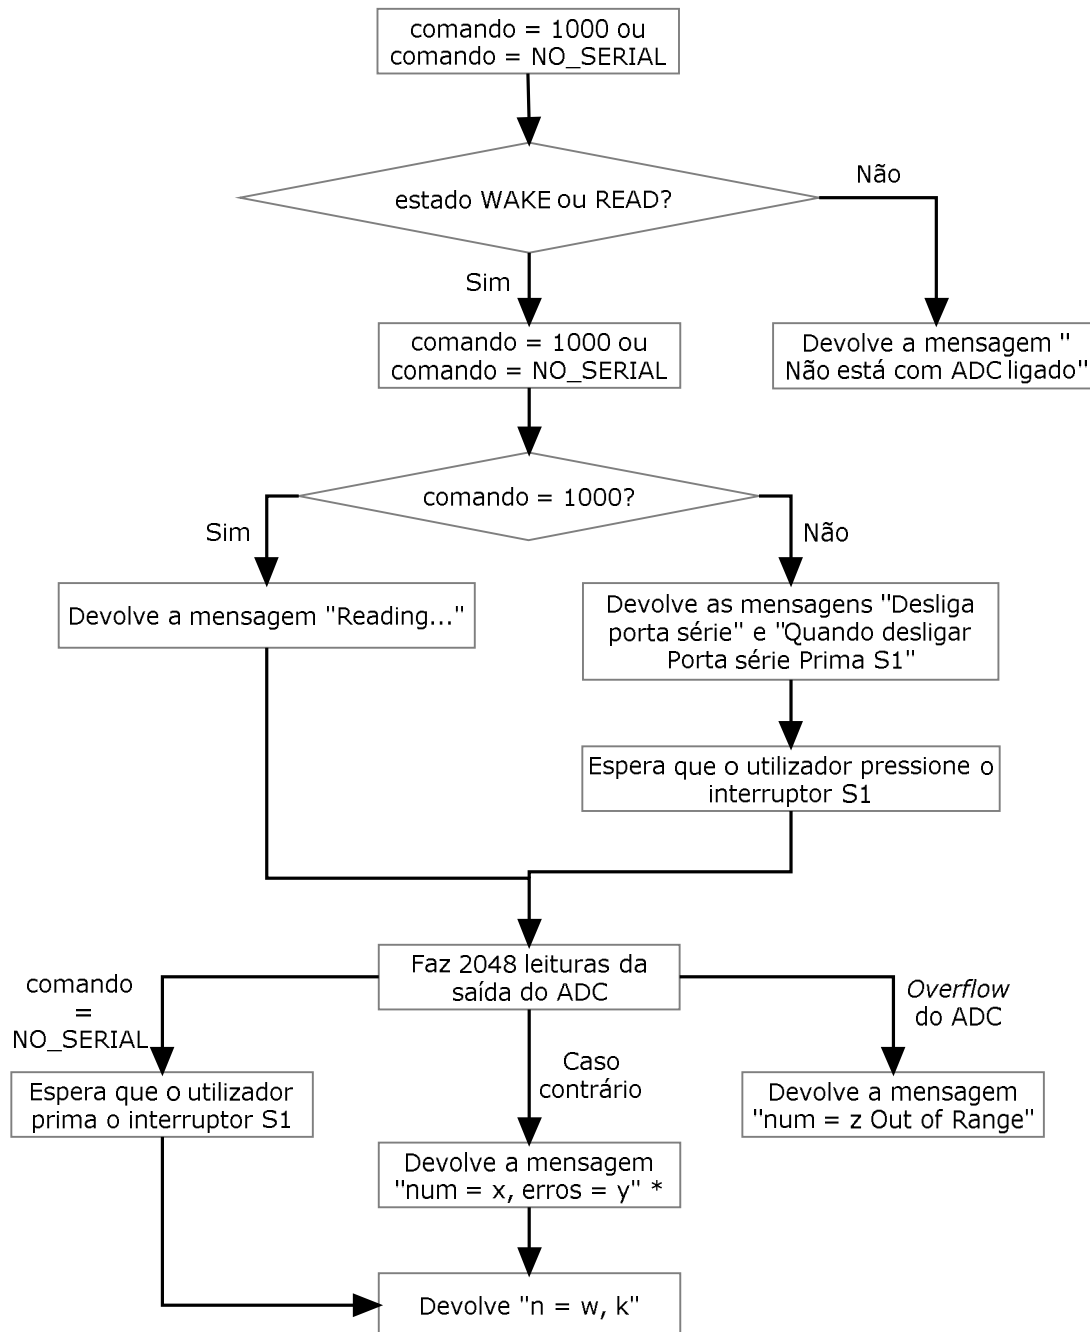 comando = 1000 ou
comando = NO_SERIAL
estado WAKE ou READ?
Não
Sim
comando = 1000 ou
comando = NO_SERIAL
Devolve a mensagem "
Não está com ADC ligado"
comando = 1000?
Sim
Não
Devolve a mensagem "Reading..."
Devolve as mensagens "Desliga
porta série" e "Quando desligar
Porta série Prima S1"
Espera que o utilizador pressione o
interruptor S1
Faz 2048 leituras da
saída do ADC
comando
=
NO_SERIAL
Overflow
do ADC
Caso
contrário
Espera que o utilizador
prima o interruptor S1
Devolve a mensagem
"num = z Out of Range"
Devolve a mensagem
"num = x, erros = y" *
Devolve "n = w, k"